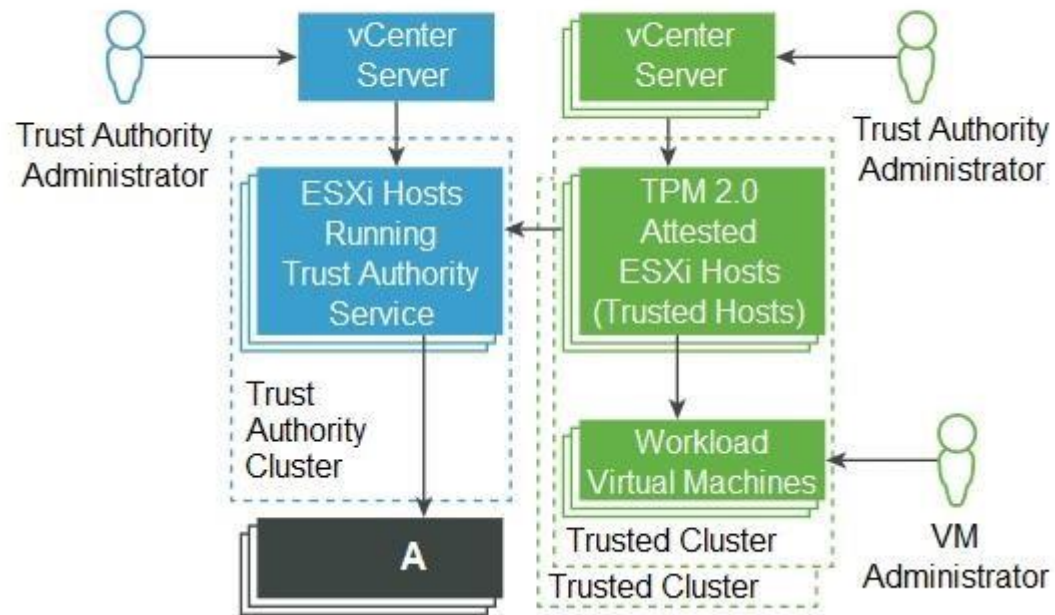 vCenter
Server
vCenter
Server
Trust Authority
Administrator
Trust Authority
Administrator
ESXi Hosts
Running
Trust Authority
Service
TPM 2.0
Attested
ESXi Hosts
(Trusted Hosts)
Trust
Authority
Cluster
Workload
Virtual Machines
A
Trusted Cluster
Trusted Cluster
VM
Administrator